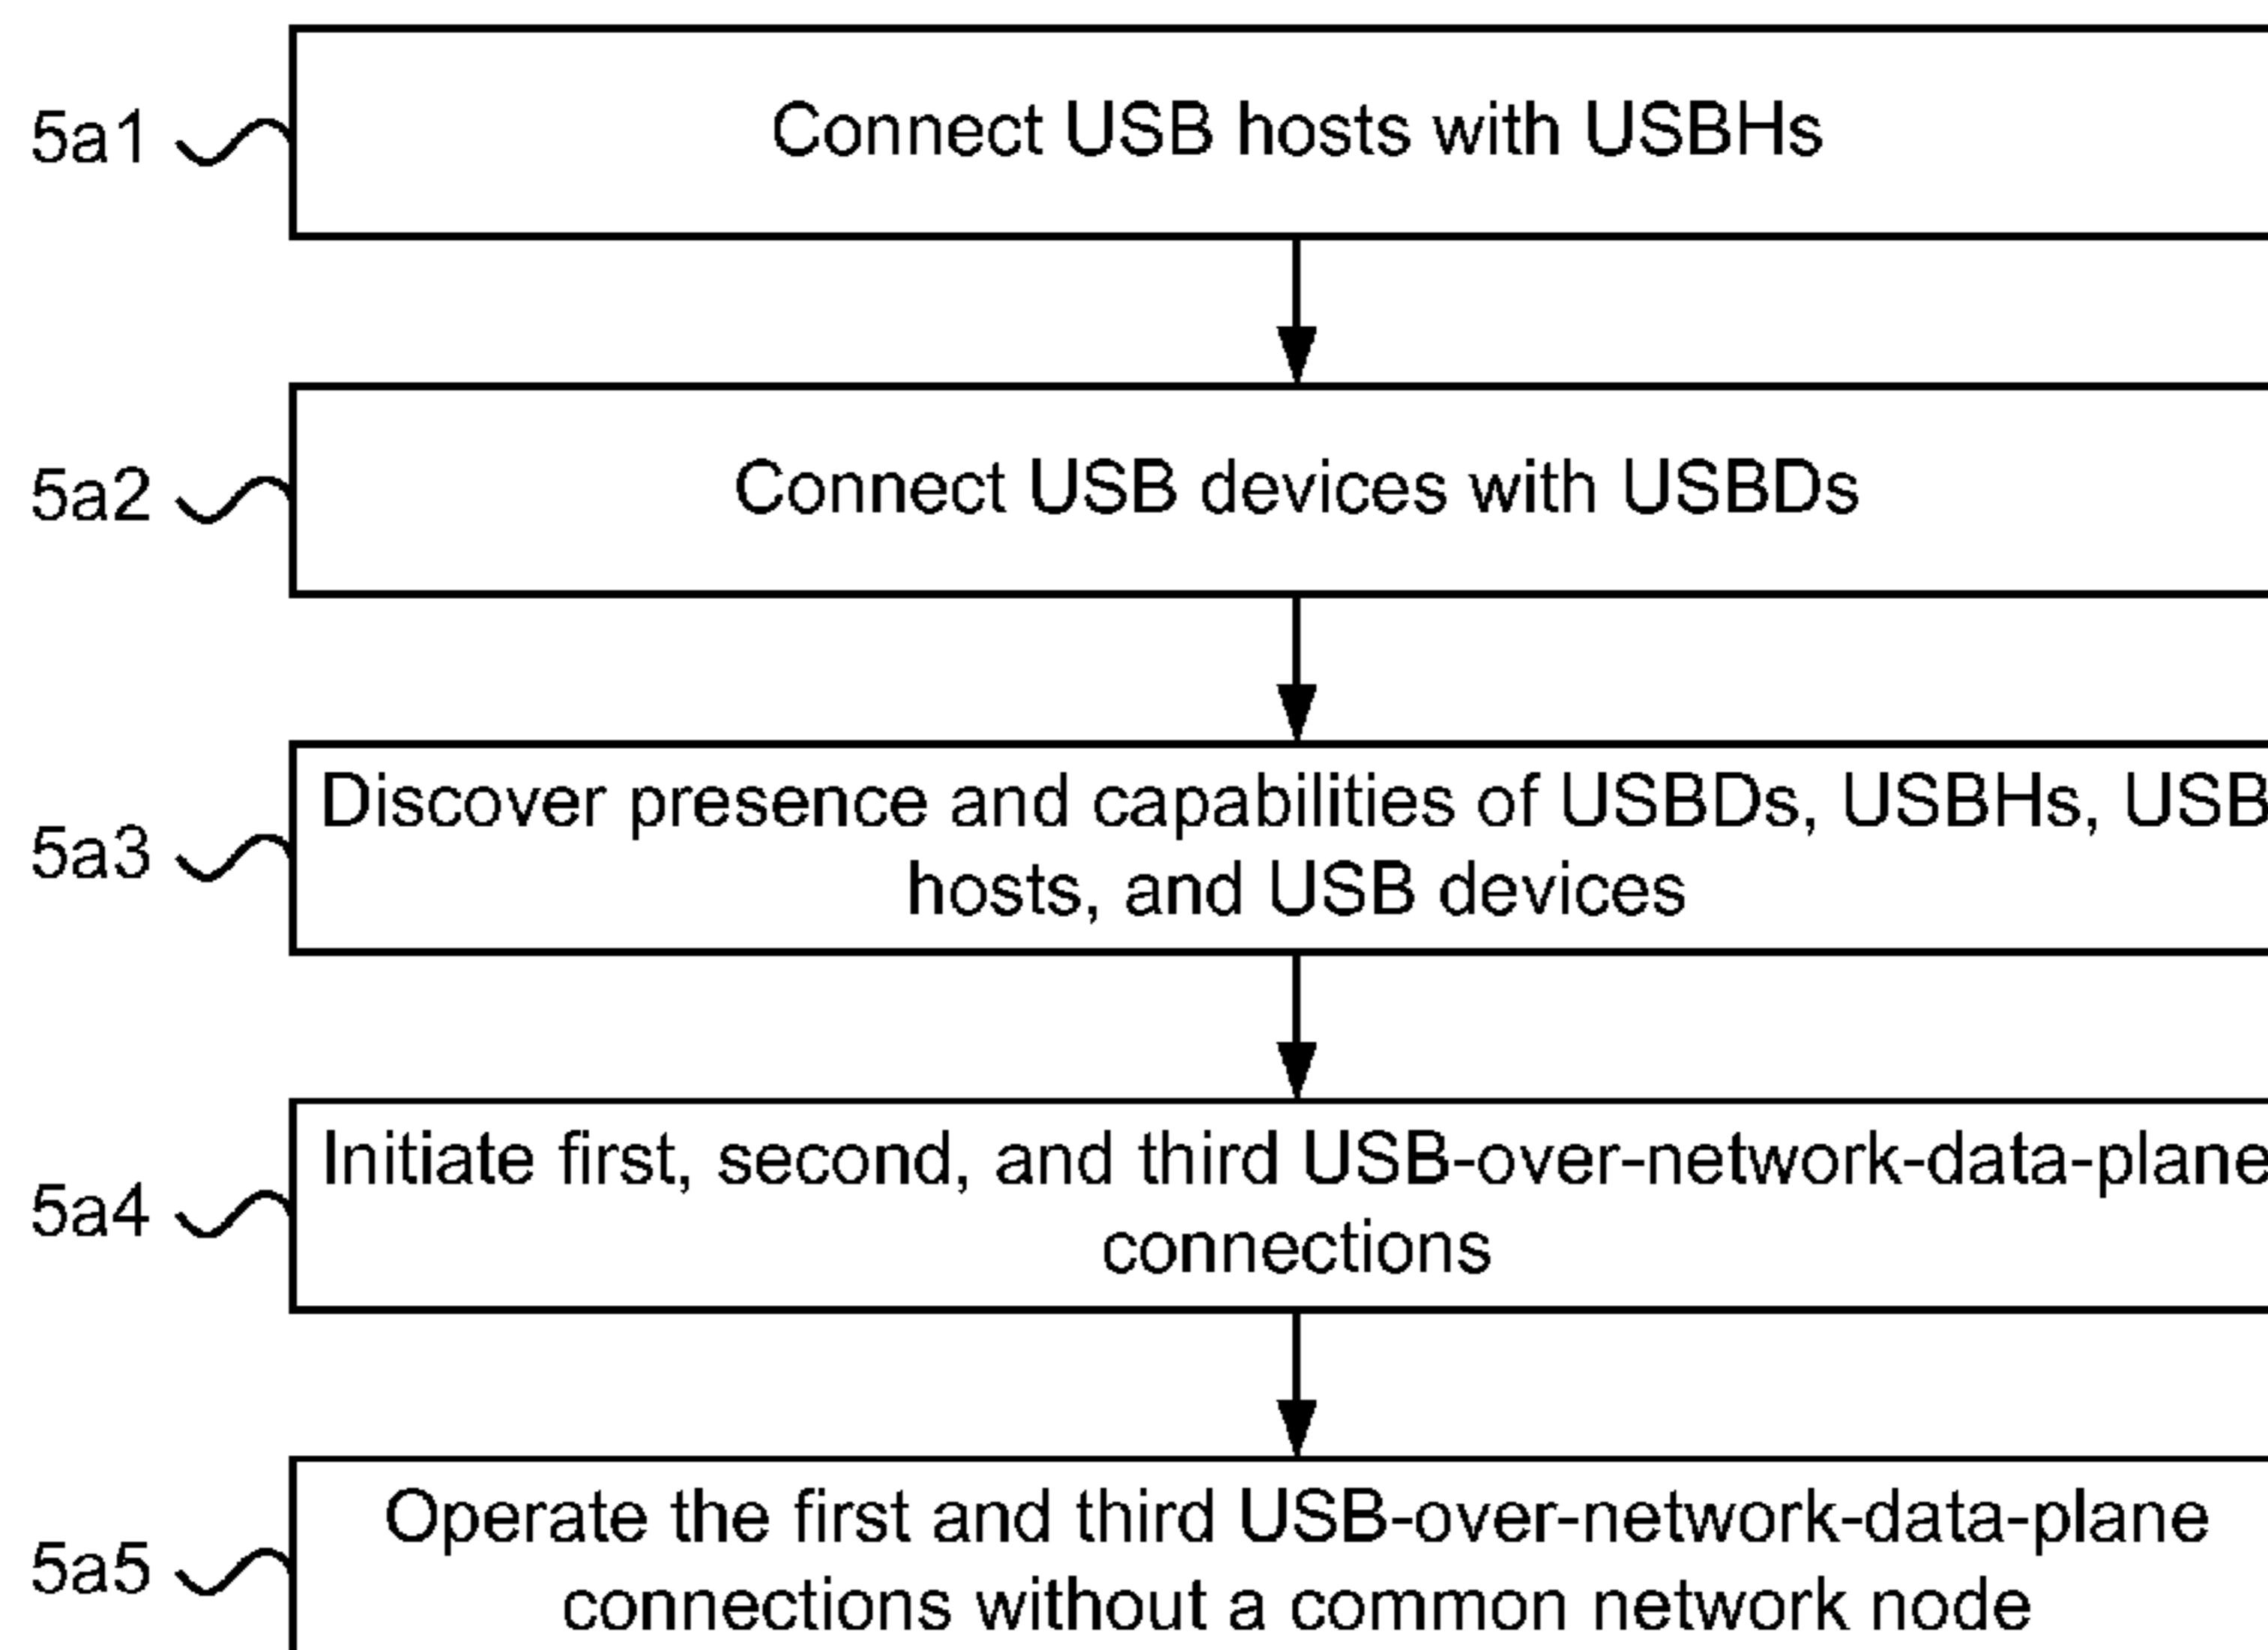 5a1
Connect USB hosts with USBHs
5a2
Connect USB devices with USBDs
5a3
Discover presence and capabilities of USBDs, USBHs, USB
hosts, and USB devices
5a4
Initiate first, second, and third USB-over-network-data-plane
connections
5a5
Operate the first and third USB-over-network-data-plane
connections without a common network node